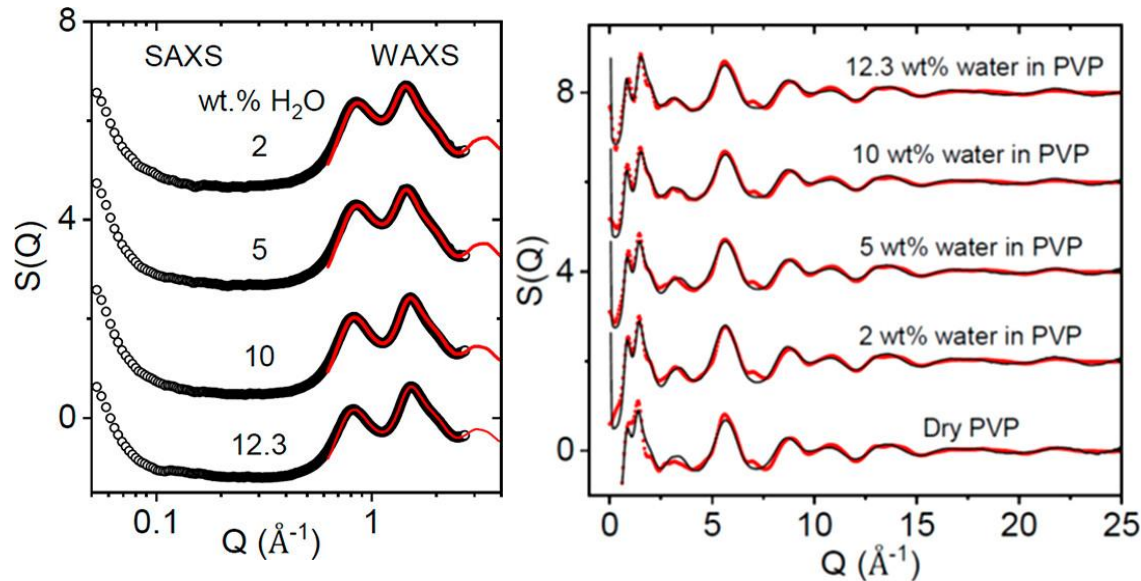 8
4
0
S(Q)
SAXS
WAXS
wt.% H₂O
2
5
10
12.3
0.1
1
Q (Å⁻¹)
8
4
0
S(Q)
12.3 wt% water in PVP
10 wt% water in PVP
5 wt% water in PVP
2 wt% water in PVP
Dry PVP
0
5
10
15
20
25
Q (Å⁻¹)